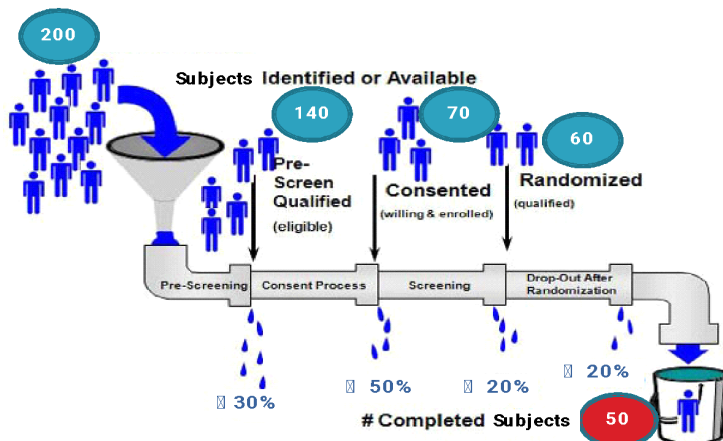 200
Subjects Identified or Available
140
70
60
Pre-
Screen
Qualified
(eligible)
Consented
(willing & enrolled)
Randomized
(qualified)
Pre-Screening
Consent Process
Screening
Drop-Out After
Randomization
30%
50%
20%
20%
# Completed Subjects
50